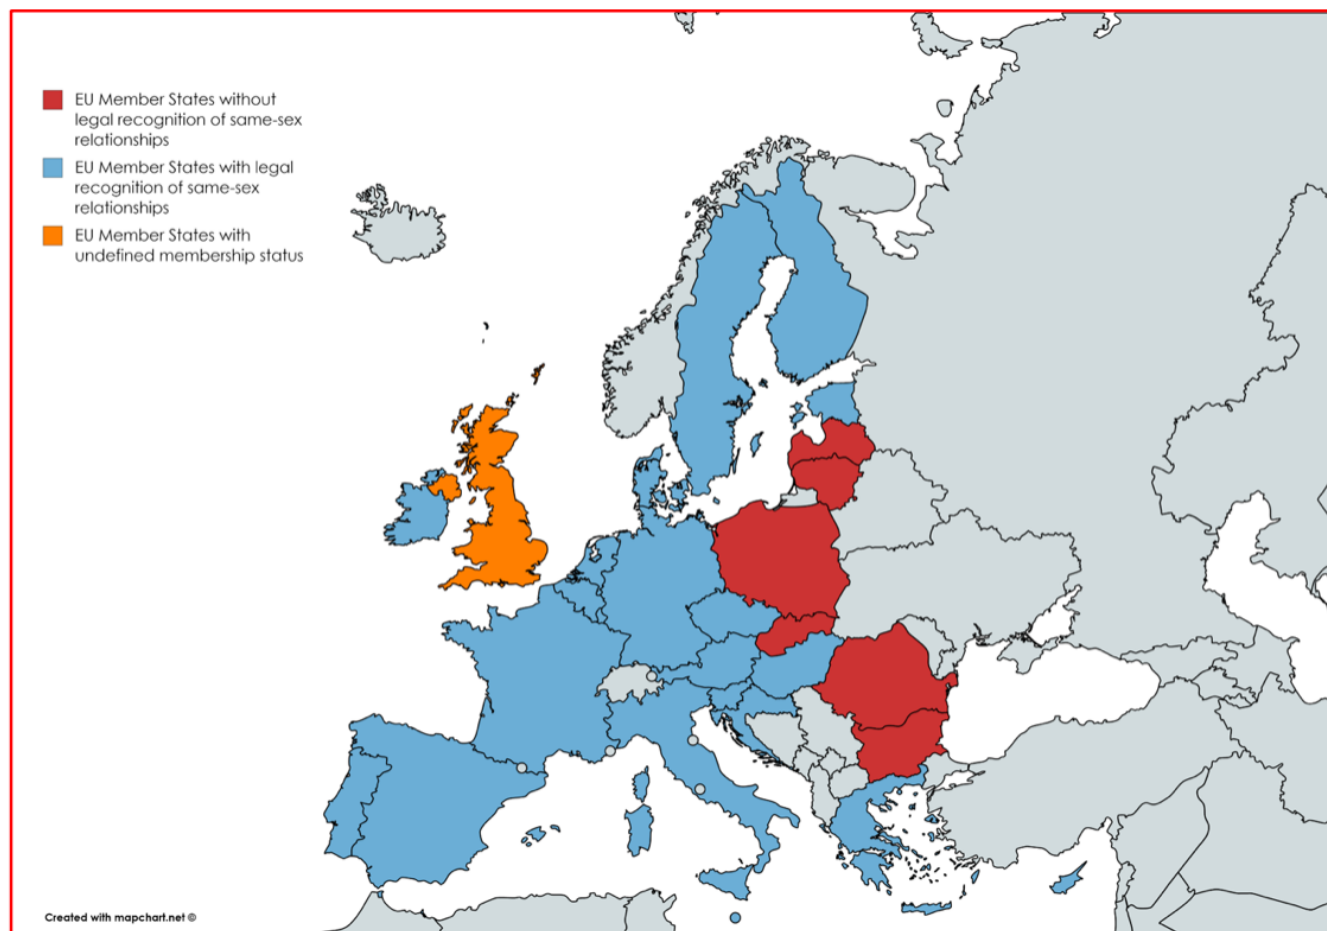 EU Member States without
legal recognition of same-sex
relationships
EU Member States with legal
recognition of same-sex
relationships
EU Member States with
undefined membership status
Created with mapchart.net ©